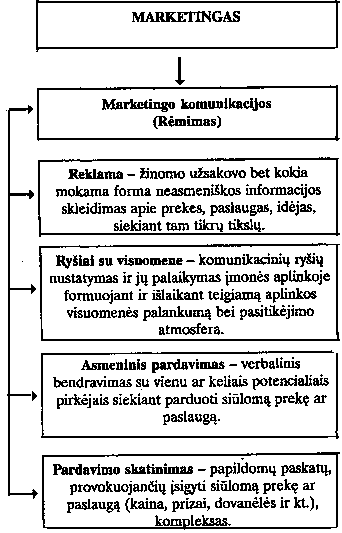 MARKETINGAS
Marketingo komunikacijos
(Rėmimas)
Reklama – žinomo užsakovo bet kokia
mokama forma neasmeniškos informacijos
skleidimas apie prekes, paslaugas, idėjas,
siekiant tam tikrų tikslų.
Ryšiai su visuomene – komunikacinių ryšių
nustatymas ir jų palaikymas įmonės aplinkoje
formuojant ir išlaikant teigiamą aplinkos
visuomenės palankumą bei pasitikėjimo
atmosferą.
Asmeninis pardavimas – verbalinis
bendravimas su vienu ar keliais potencialiais
pirkėjais siekiant parduoti siūlomą prekę ar
paslaugą.
Pardavimo skatinimas – papildomų paskatų,
provokuojančių įsigyti siūlomą prekę ar
paslaugą (kaina, prizai, dovanėlės ir kt.),
kompleksas.